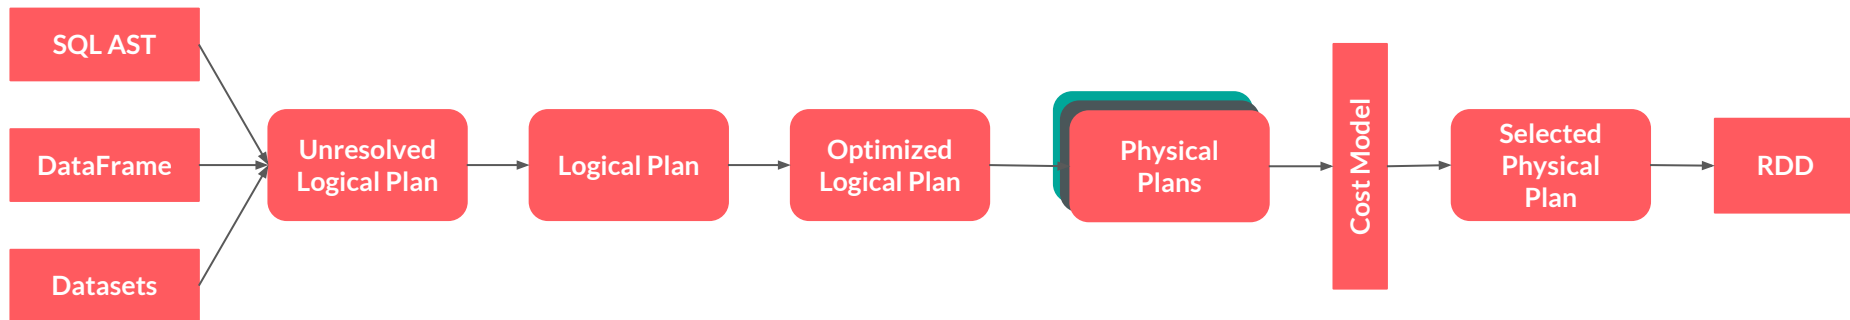 SQL AST
DataFrame
Datasets
Unresolved
Logical Plan
Logical Plan
Optimized
Logical Plan
Physical
Plans
Cost Model
Selected
Physical
Plan
RDD